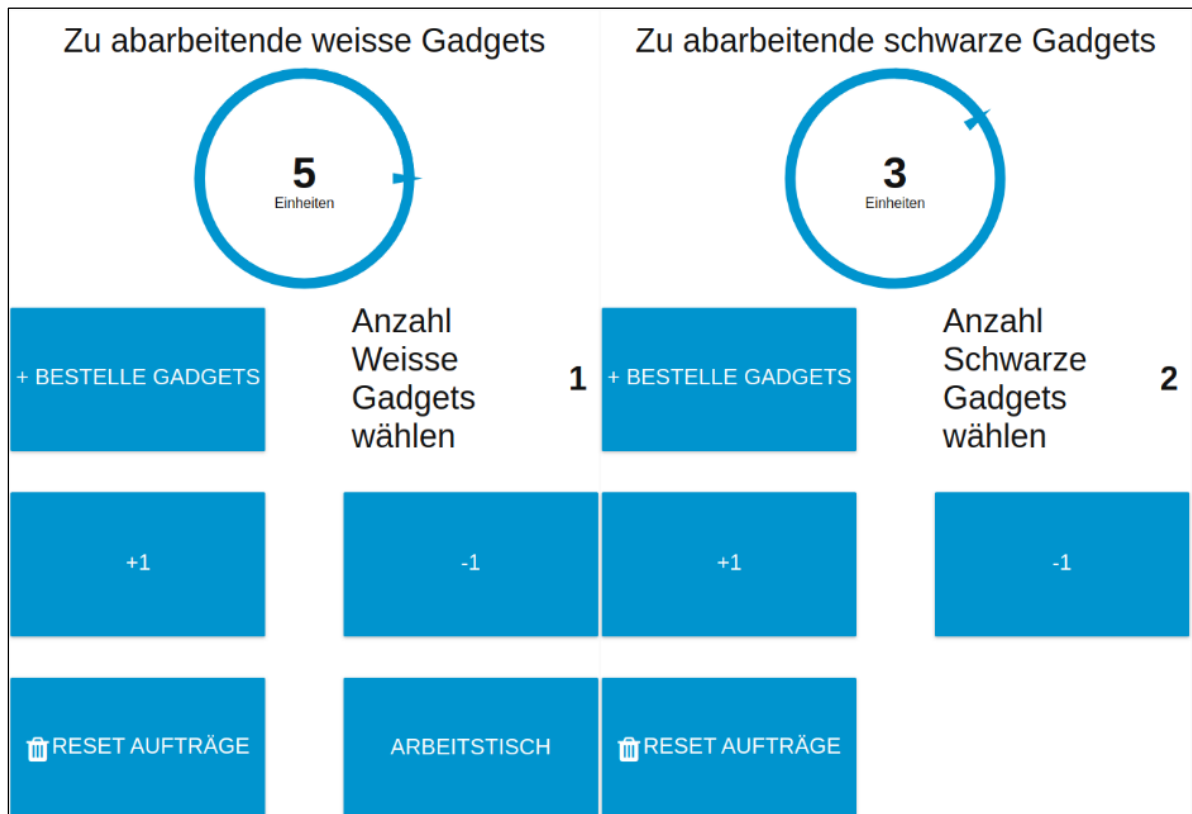 Zu abarbeitende weisse Gadgets
5
Einheiten
+ BESTELLE GADGETS
Anzahl
Weisse
Gadgets
wählen
1
+1
-1
RESET AUFTRÄGE
ARBEITSTISCH
Zu abarbeitende schwarze Gadgets
3
Einheiten
+ BESTELLE GADGETS
Anzahl
Schwarze
Gadgets
wählen
2
+1
-1
RESET AUFTRÄGE